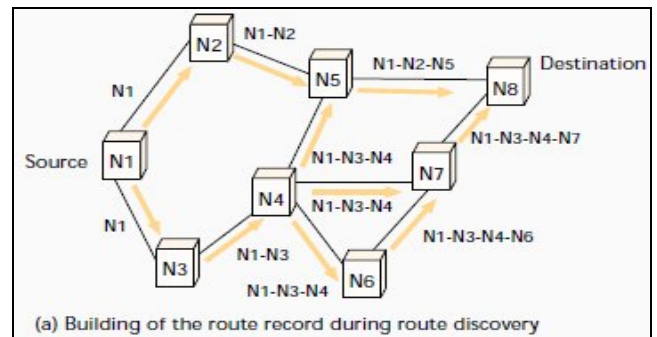 N2
N1-N2
N1-N2-N5
Destination
N5
N8
N1
N1-N3-N4-N7
Source
N1
N1-N3-N4
N7
N4
N1-N3-N4
N1
N1-N3-N4-N6
N1-N3
N3
N6
N1-N3-N4
(a) Building of the route record during route discovery